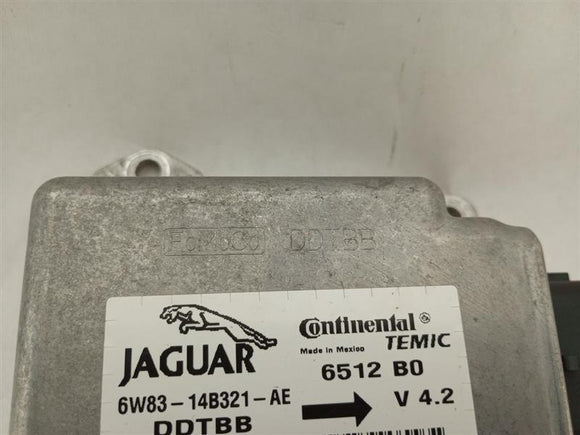 DDTBB
JAGUAR
Continental ®
TEMIC
Made in Mexico
6512 B0
6W83-14B321-AE
V 4.2
DDTBB